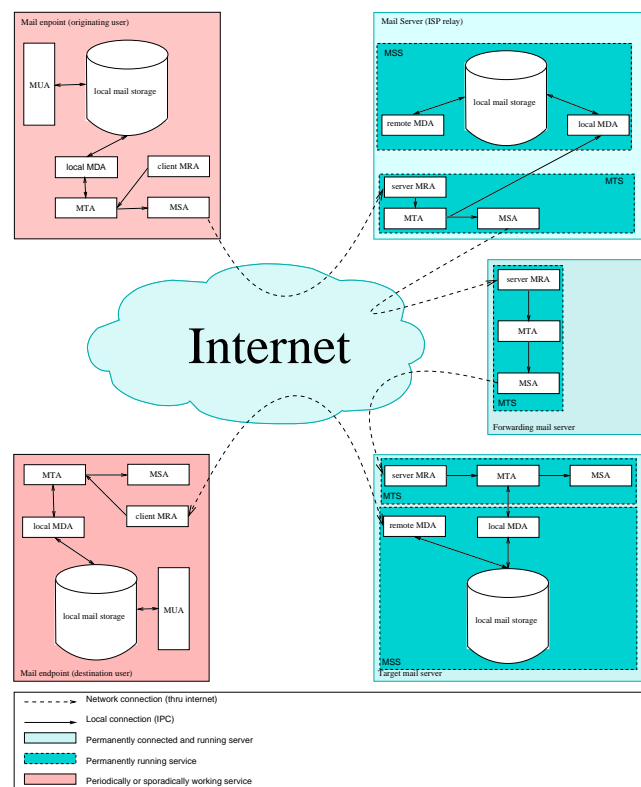 Mail enpoint (originating user)
MUA
local mail storage
local MDA
client MRA
MTA
MSA
Mail Server (ISP relay)
MSS
local mail storage
remote MDA
local MDA
MTS
server MRA
MTA
MSA
Internet
server MRA
MTA
MSA
MTS
Forwarding mail server
MTA
MSA
client MRA
local MDA
local mail storage
MUA
Mail endpoint (destination user)
server MRA
MTA
MSA
MTS
remote MDA
local MDA
local mail storage
MSS
Target mail server
Network connection (thru internet)
Local connection (IPC)
Permanently connected and running server
Permanently running service
Periodically or sporadically working service